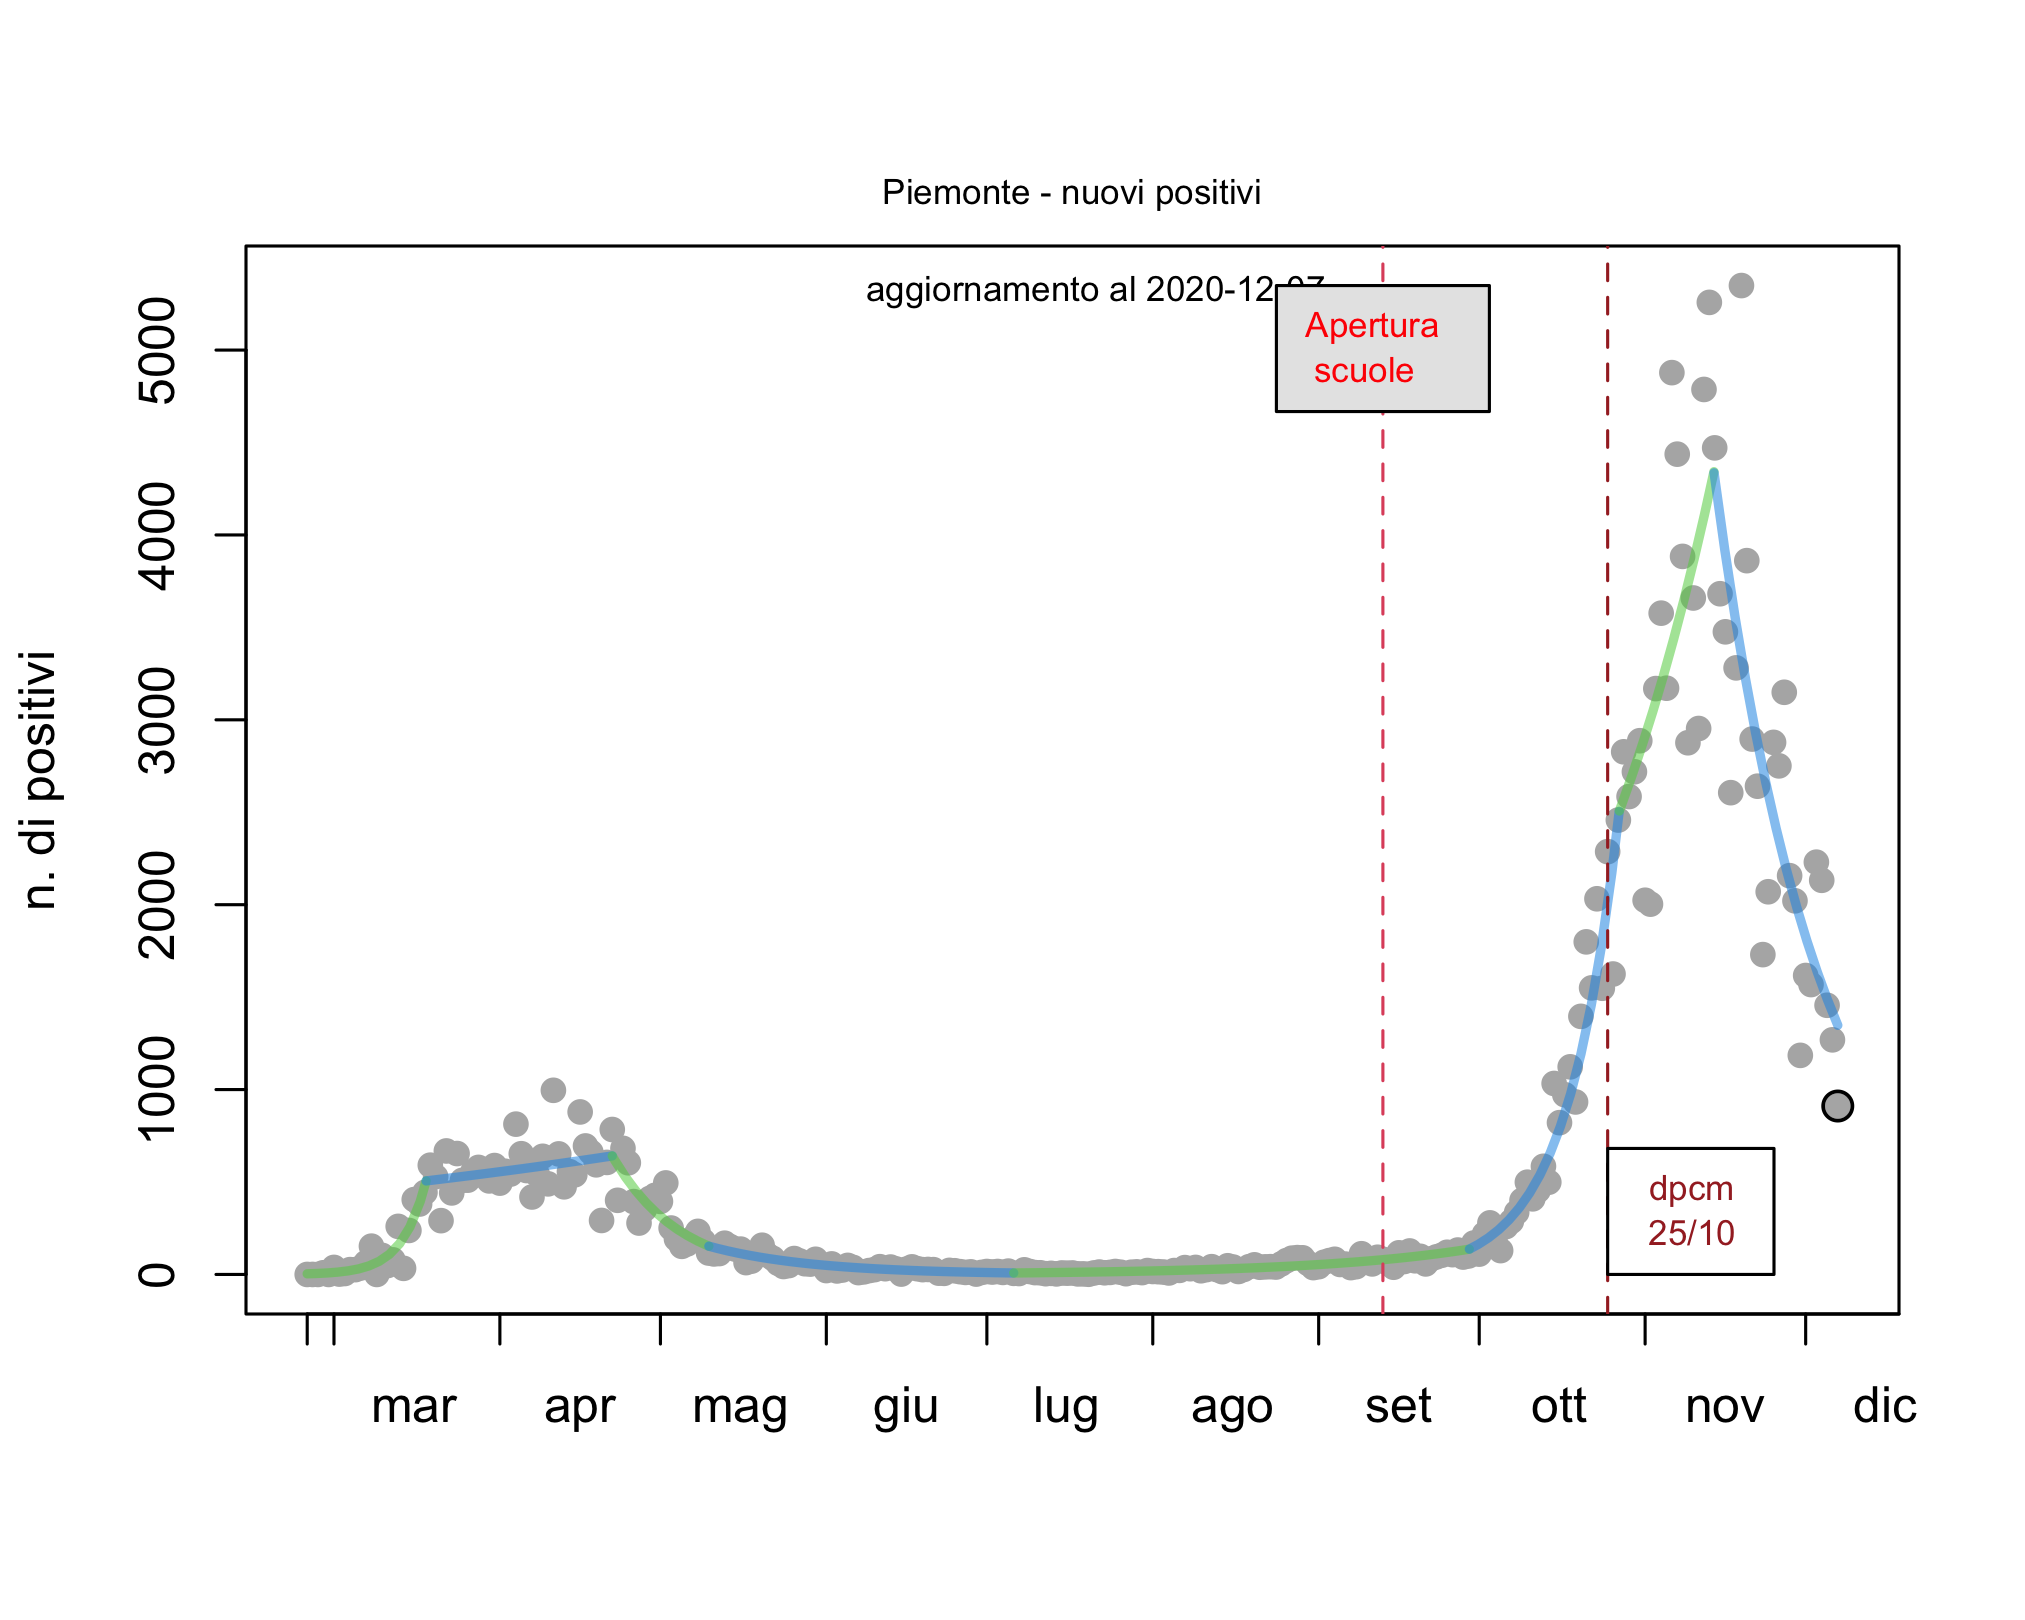 Piemonte - nuovi positivi
aggiornamento al 2020-12-07
Apertura
scuole
n. di positivi
5000
4000
3000
2000
1000
0
dpcm
25/10
mar apr mag giu lug ago set ott nov dic